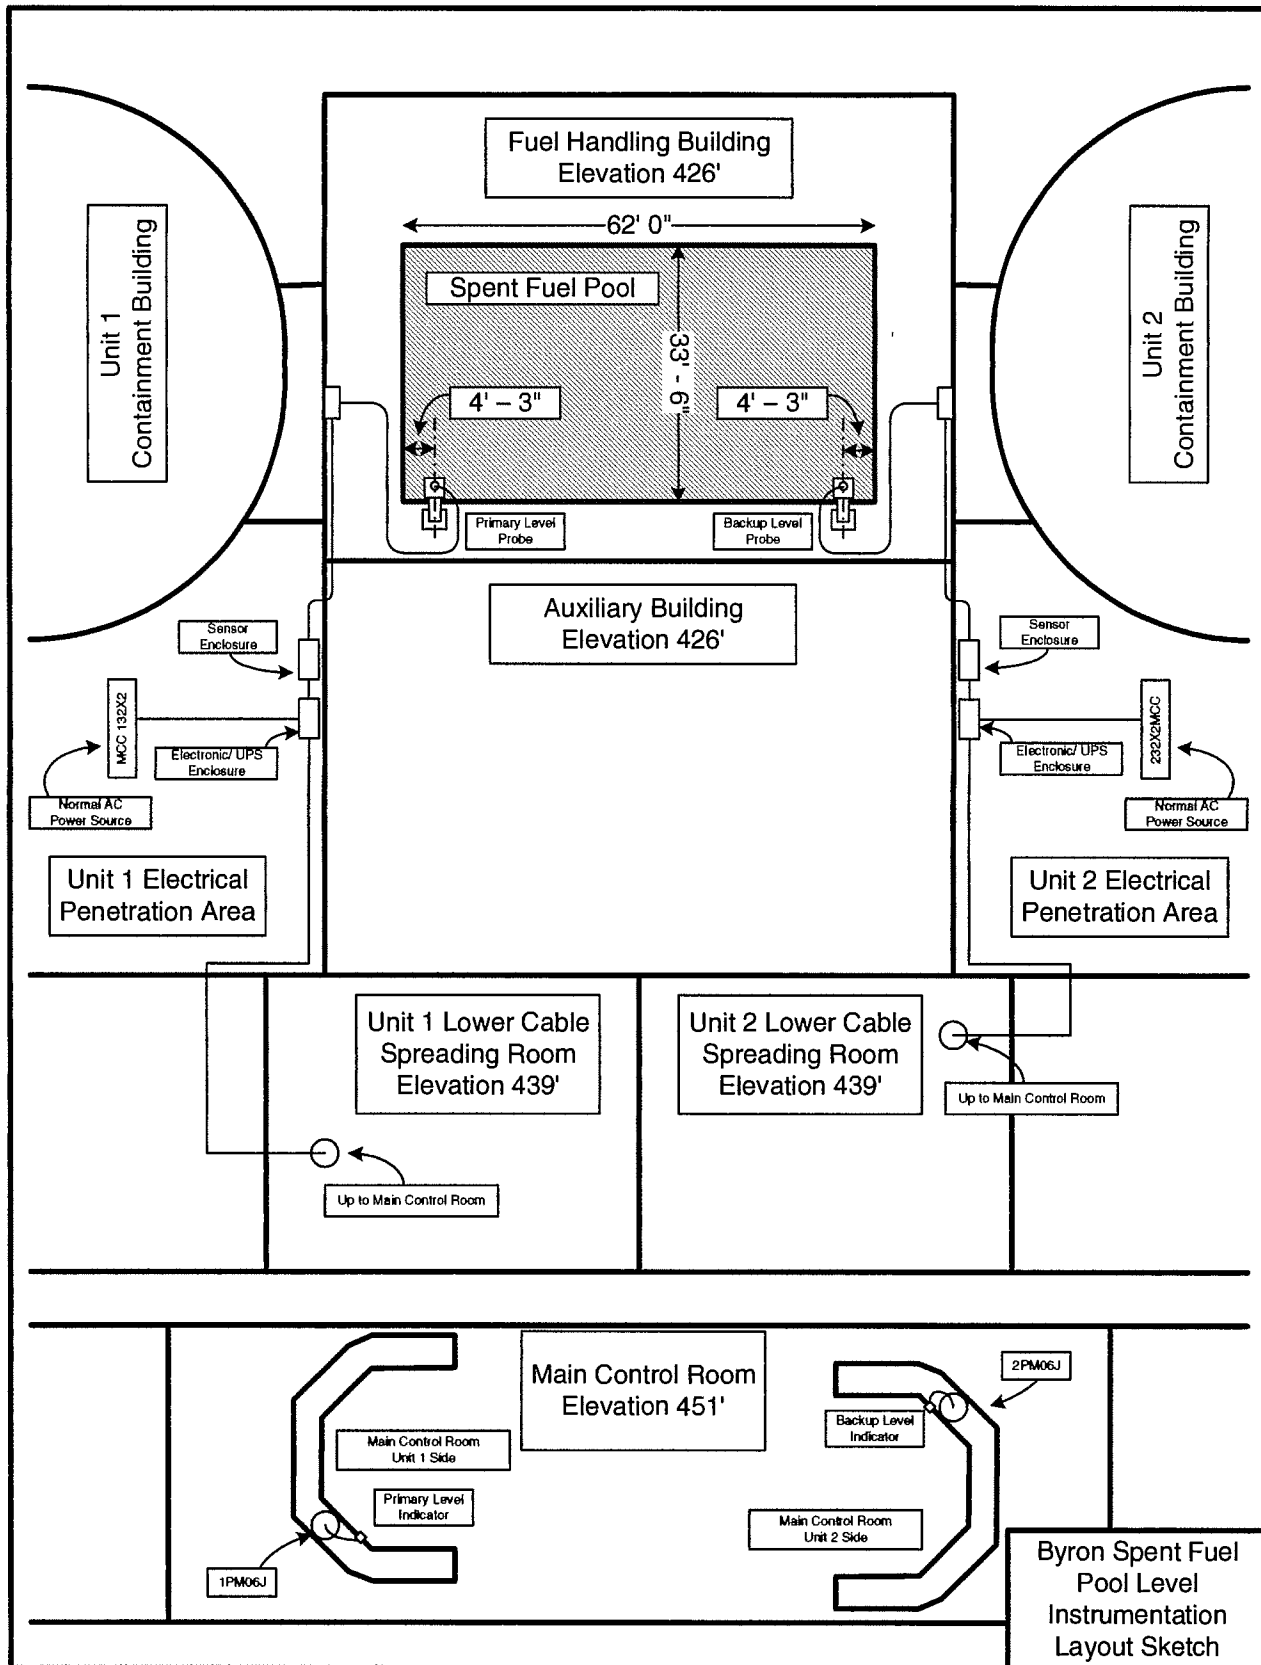 Fuel Handling Building
Elevation 426'
62' 0"
Unit 1
Containment Building
Spent Fuel Pool
33' - 6"
Unit 2
Containment Building
4' – 3"
4' – 3"
Primary Level
Probe
Backup Level
Probe
Auxiliary Building
Elevation 426'
Sensor
Enclosure
Sensor
Enclosure
MCC 132X2
232X2MCC
Electronic/ UPS
Enclosure
Electronic/ UPS
Enclosure
Normal AC
Power Source
Normal AC
Power Source
Unit 1 Electrical
Penetration Area
Unit 2 Electrical
Penetration Area
Unit 1 Lower Cable
Spreading Room
Elevation 439'
Unit 2 Lower Cable
Spreading Room
Elevation 439'
Up to Main Control Room
Up to Main Control Room
Main Control Room
Elevation 451'
2PM06J
Backup Level
Indicator
Main Control Room
Unit 1 Side
Primary Level
Indicator
Main Control Room
Unit 2 Side
1PM06J
Byron Spent Fuel
Pool Level
Instrumentation
Layout Sketch